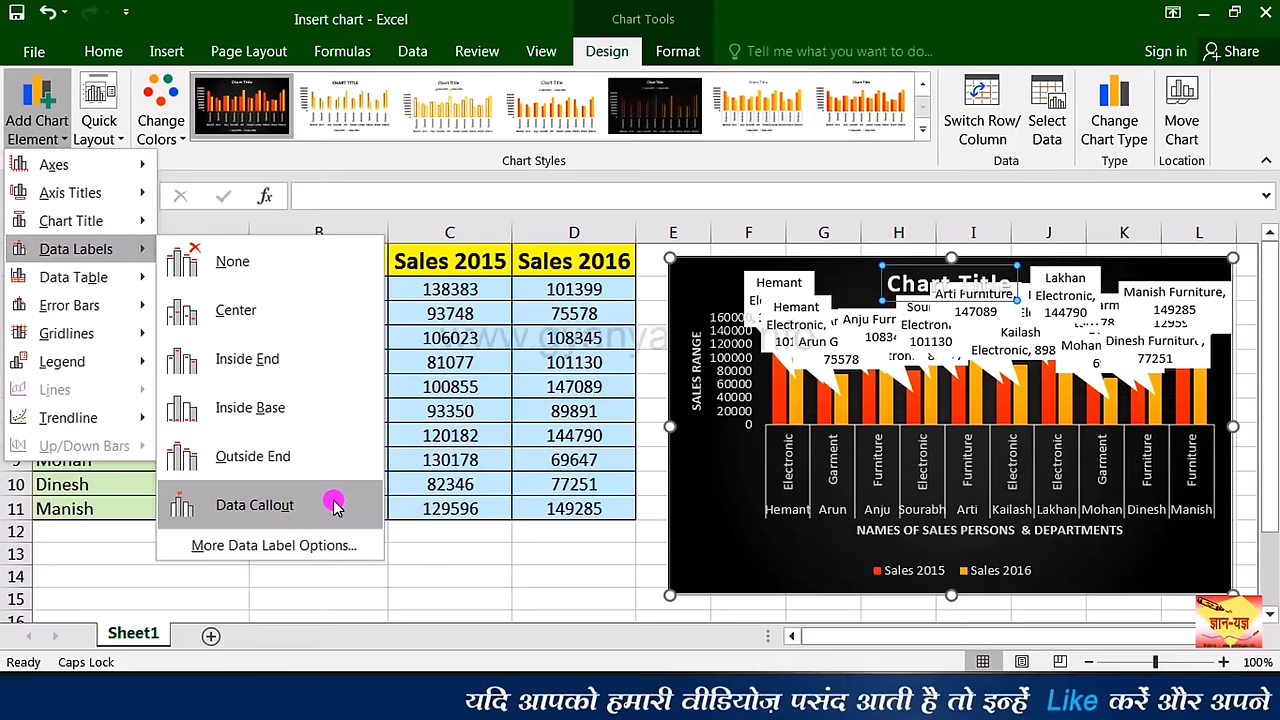 Insert chart - Excel
Chart Tools
File Home Insert Page Layout Formulas Data Review View Design Format Tell me what you want to do... Sign in Share
Add Chart Element
Quick Layout
Change Colors
Switch Row/ Column
Select Data
Change Chart Type
Move Chart
Chart Styles Data Type Location
Axes
Axis Titles
Chart Title
Data Labels
Data Table
Error Bars
Gridlines
Legend
Lines
Trendline
Up/Down Bars
None
Center
Inside End
Inside Base
Outside End
Data Callout
More Data Label Options...
fx
B C D E F G H I J K L
Sales 2015 Sales 2016
138383 101399
93748 75578
106023 108345
81077 101130
100855 147089
93350 89891
120182 144790
Mohan 130178 69647
10 Dinesh 82346 77251
11 Manish 129596 149285
12
13
14
15
16
Chart Title
Hemant
Hemant
Electronic,
Arun G
75578
Anju Furni
Electronic,
101130
Arti Furniture,
147089
Kailash
Electronic, 898
Lakhan
Electronic,
144790
Mohan
Manish Furniture,
149285
Dinesh Furniture,
77251
SALES RANGE
160000
140000
120000
100000
80000
60000
40000
20000
0
Electronic Garment Furniture Electronic Furniture Electronic Electronic Garment Furniture Furniture
Hemant Arun Anju Sourabh Arti Kailash Lakhan Mohan Dinesh Manish
NAMES OF SALES PERSONS & DEPARTMENTS
Sales 2015 Sales 2016
ज्ञान-यज्ञ
Sheet1
Ready Caps Lock 100%
यदि आपको हमारी वीडियोज़ पसंद आती है तो इन्हें Like करें और अपने